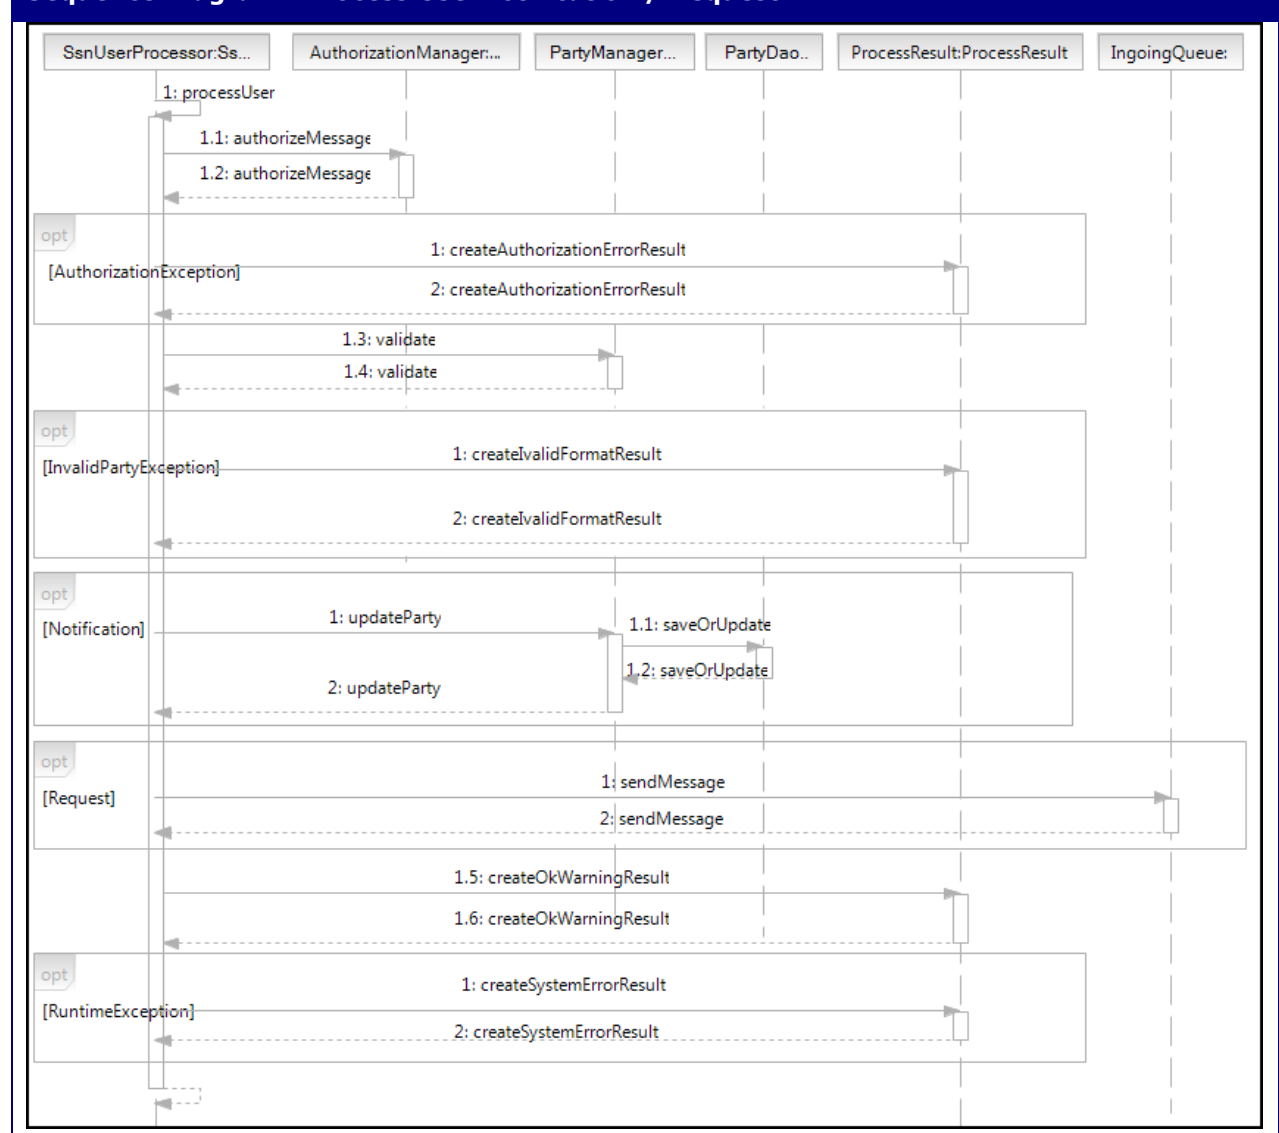 SsnUserProcessor:Ss...
AuthorizationManager:...
PartyManager...
PartyDao..
ProcessResult:ProcessResult
IngoingQueue:
1: processUser
1.1: authorizeMessage
1.2: authorizeMessage
opt
1: createAuthorizationErrorResult
[AuthorizationException]
2: createAuthorizationErrorResult
1.3: validate
1.4: validate
opt
1: createIvalidFormatResult
[InvalidPartyException]
2: createIvalidFormatResult
opt
1: updateParty
1.1: saveOrUpdate
[Notification]
1.2: saveOrUpdate
2: updateParty
opt
1: sendMessage
[Request]
2: sendMessage
1.5: createOkWarningResult
1.6: createOkWarningResult
opt
1: createSystemErrorResult
[RuntimeException]
2: createSystemErrorResult